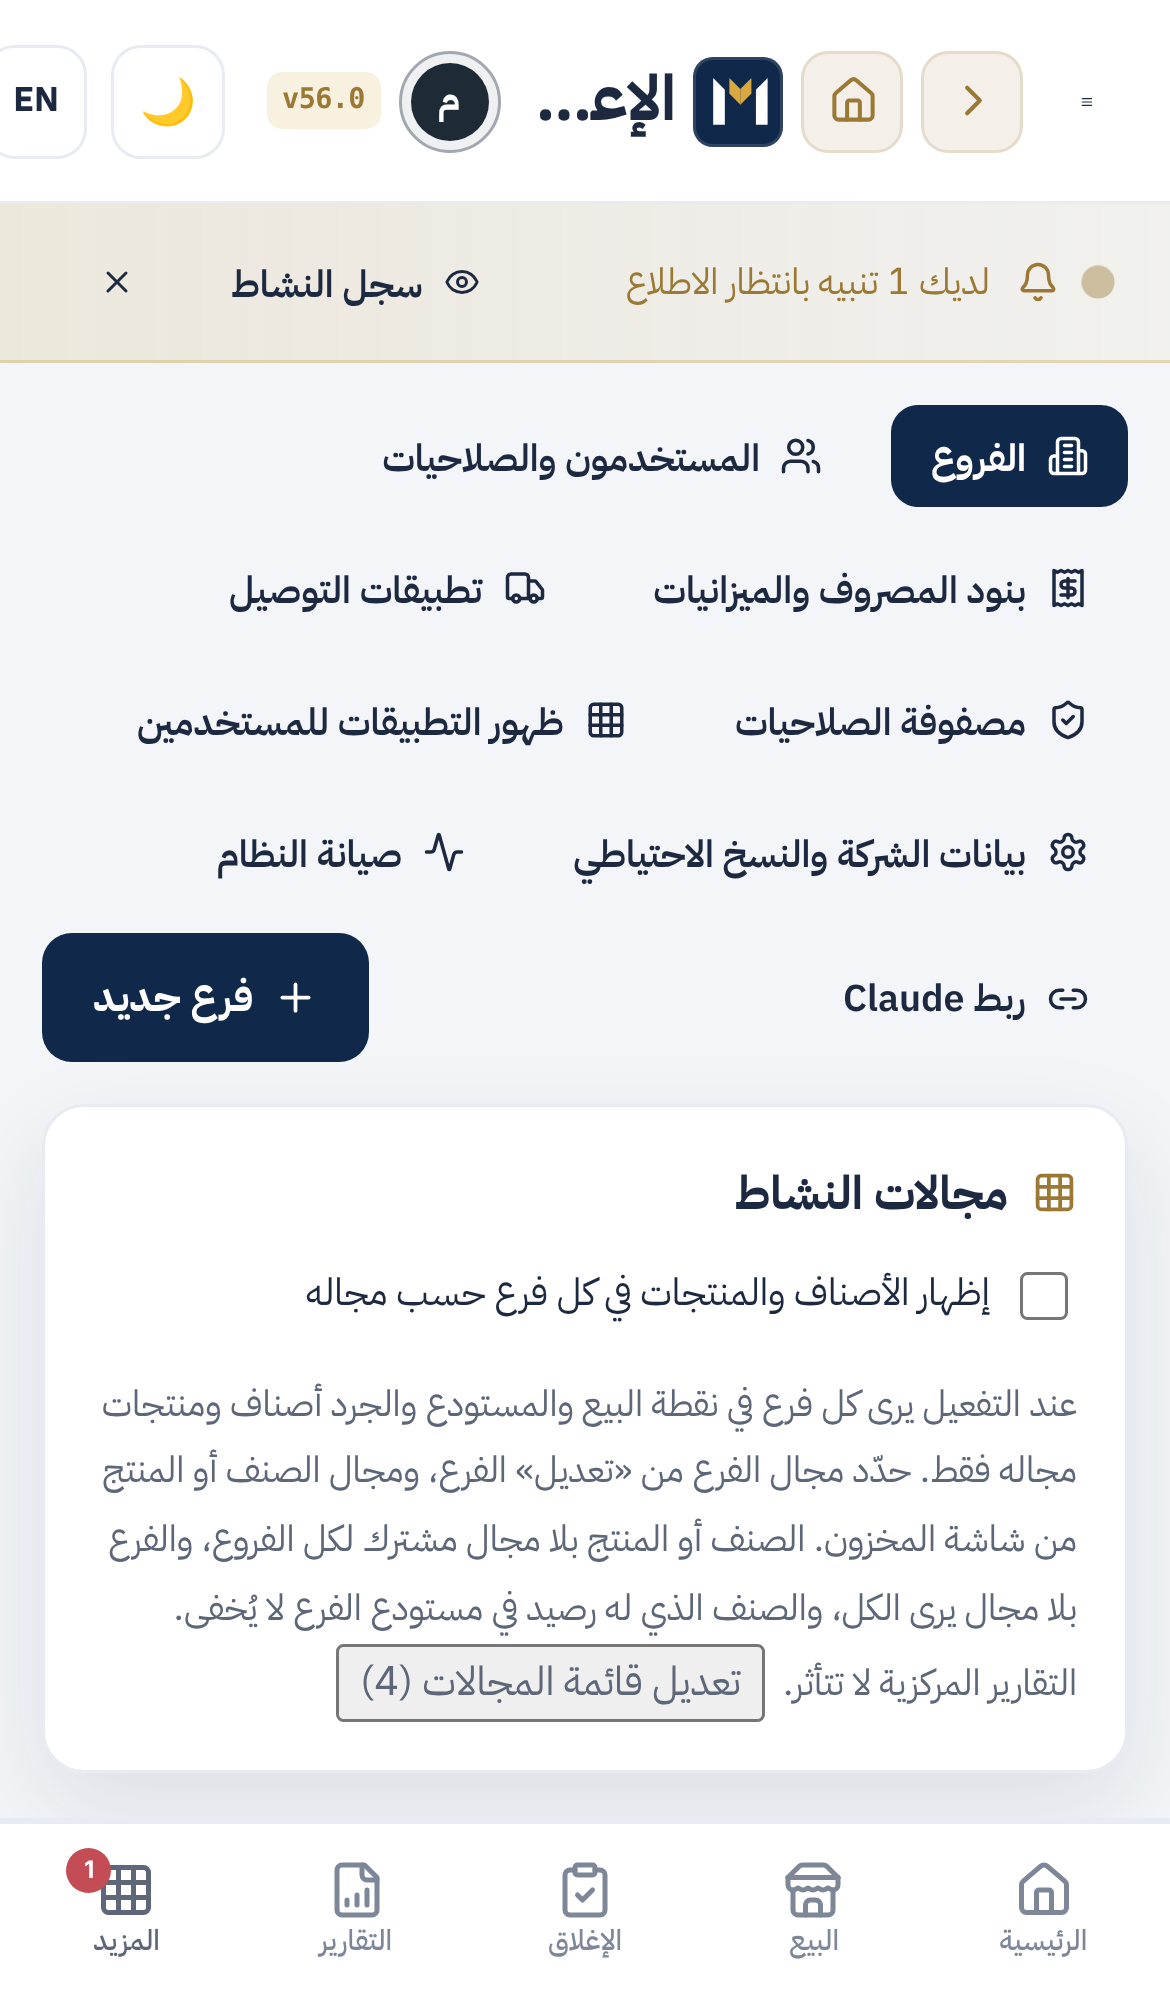 الإع...
م
v56.0
EN
لديك 1 تنبيه بانتظار الاطلاع
سجل النشاط
الفروع
المستخدمون والصلاحيات
بنود المصروف والميزانيات
تطبيقات التوصيل
مصفوفة الصلاحيات
ظهور التطبيقات للمستخدمين
بيانات الشركة والنسخ الاحتياطي
صيانة النظام
ربط Claude
فرع جديد
مجالات النشاط
إظهار الأصناف والمنتجات في كل فرع حسب مجاله
عند التفعيل يرى كل فرع في نقطة البيع والمستودع والجرد أصناف ومنتجات
مجاله فقط. حدّد مجال الفرع من «تعديل» الفرع، ومجال الصنف أو المنتج
من شاشة المخزون. الصنف أو المنتج بلا مجال مشترك لكل الفروع، والفرع
بلا مجال يرى الكل، والصنف الذي له رصيد في مستودع الفرع لا يُخفى.
التقارير المركزية لا تتأثر. تعديل قائمة المجالات (4)
الرئيسية
البيع
الإغلاق
التقارير
1
المزيد